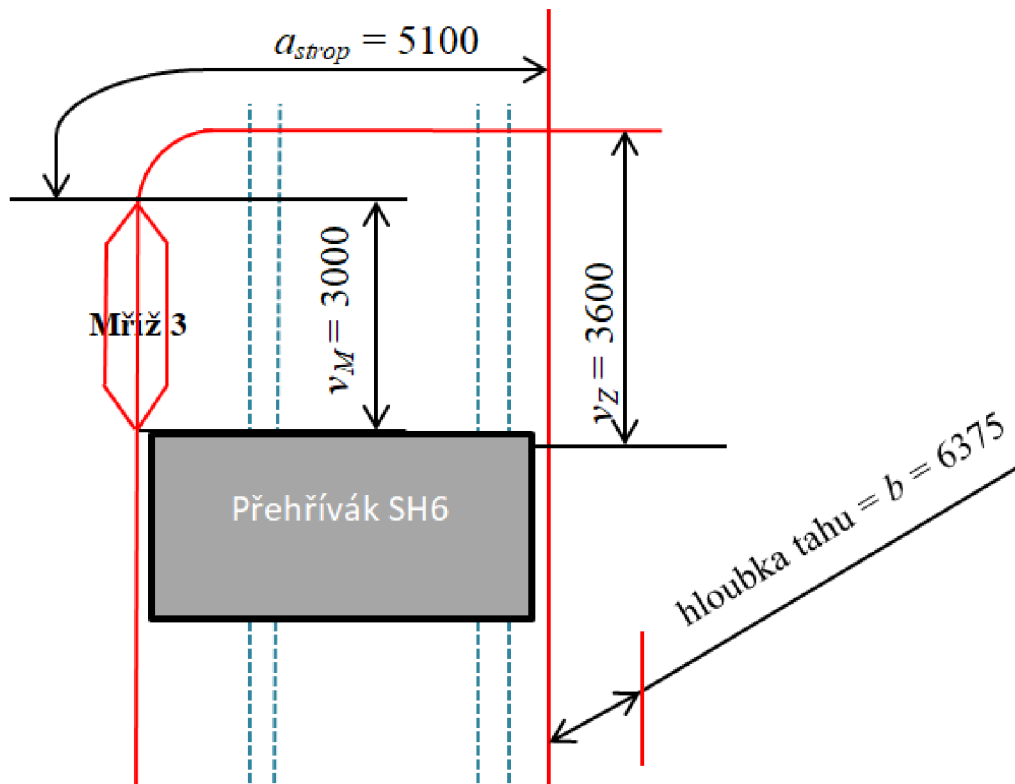 a_strop = 5100
v_M = 3000
v_Z = 3600
Mříž 3
Přehřívák SH6
hloubka tahu = b = 6375